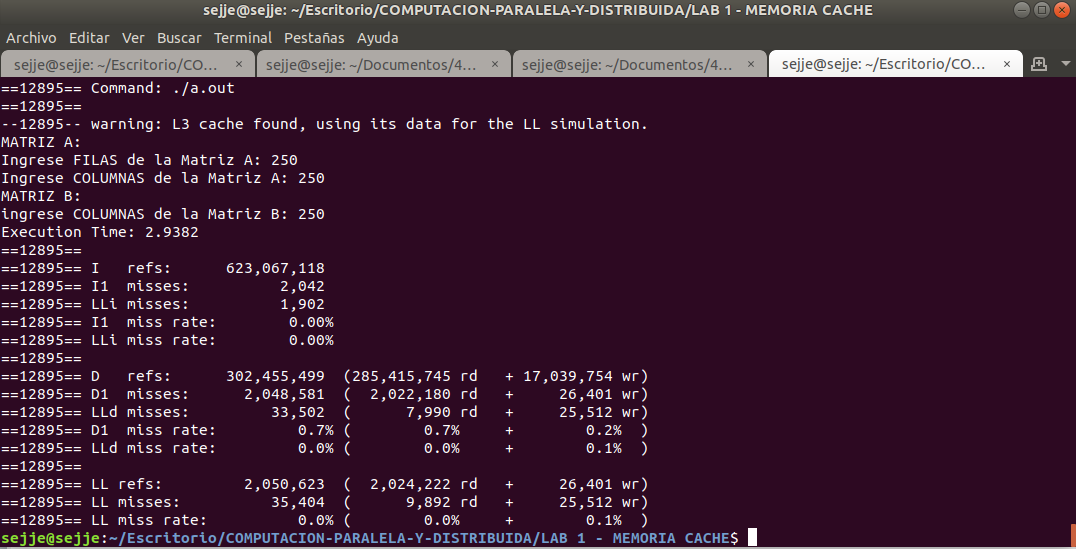 sejje@sejje: ~/Escritorio/COMPUTACION-PARALELA-Y-DISTRIBUIDA/LAB 1 - MEMORIA CACHE
Archivo Editar Ver Buscar Terminal Pestañas Ayuda
sejje@sejje: ~/Escritorio/CO... × sejje@sejje: ~/Documentos/4... × sejje@sejje: ~/Documentos/4... × sejje@sejje: ~/Escritorio/CO... ×
==12895== Command: ./a.out
==12895==
--12895-- warning: L3 cache found, using its data for the LL simulation.
MATRIZ A:
Ingrese FILAS de la Matriz A: 250
Ingrese COLUMNAS de la Matriz A: 250
MATRIZ B:
ingrese COLUMNAS de la Matriz B: 250
Execution Time: 2.9382
==12895==
==12895== I   refs:      623,067,118
==12895== I1  misses:          2,042
==12895== LLi misses:          1,902
==12895== I1  miss rate:        0.00%
==12895== LLi miss rate:        0.00%
==12895==
==12895== D   refs:      302,455,499  (285,415,745 rd   + 17,039,754 wr)
==12895== D1  misses:      2,048,581  (  2,022,180 rd   +     26,401 wr)
==12895== LLd misses:         33,502  (      7,990 rd   +     25,512 wr)
==12895== D1  miss rate:         0.7% (        0.7%     +        0.2%  )
==12895== LLd miss rate:         0.0% (        0.0%     +        0.1%  )
==12895==
==12895== LL refs:         2,050,623  (  2,024,222 rd   +     26,401 wr)
==12895== LL misses:          35,404  (      9,892 rd   +     25,512 wr)
==12895== LL miss rate:          0.0% (        0.0%     +        0.1%  )
sejje@sejje:~/Escritorio/COMPUTACION-PARALELA-Y-DISTRIBUIDA/LAB 1 - MEMORIA CACHE$